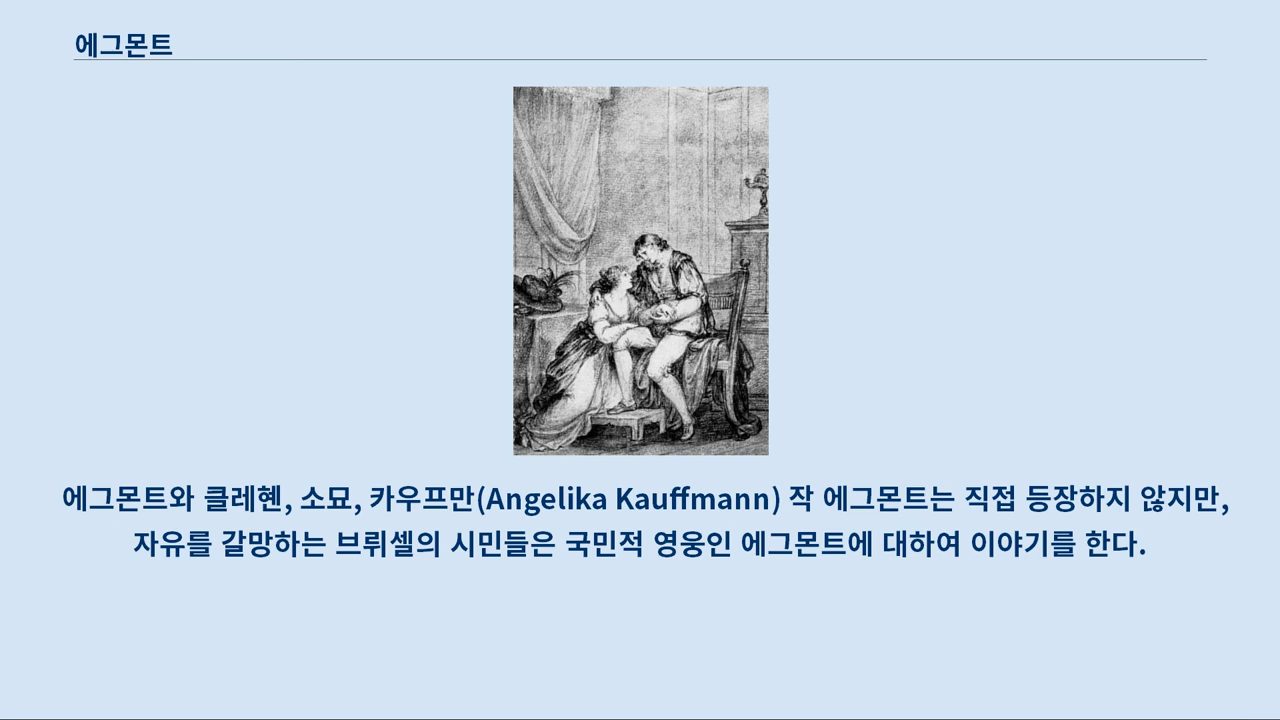 에그몬트
에그몬트와 클레헨, 소묘, 카우프만(Angelika Kauffmann) 작 에그몬트는 직접 등장하지 않지만,
자유를 갈망하는 브뤼셀의 시민들은 국민적 영웅인 에그몬트에 대하여 이야기를 한다.